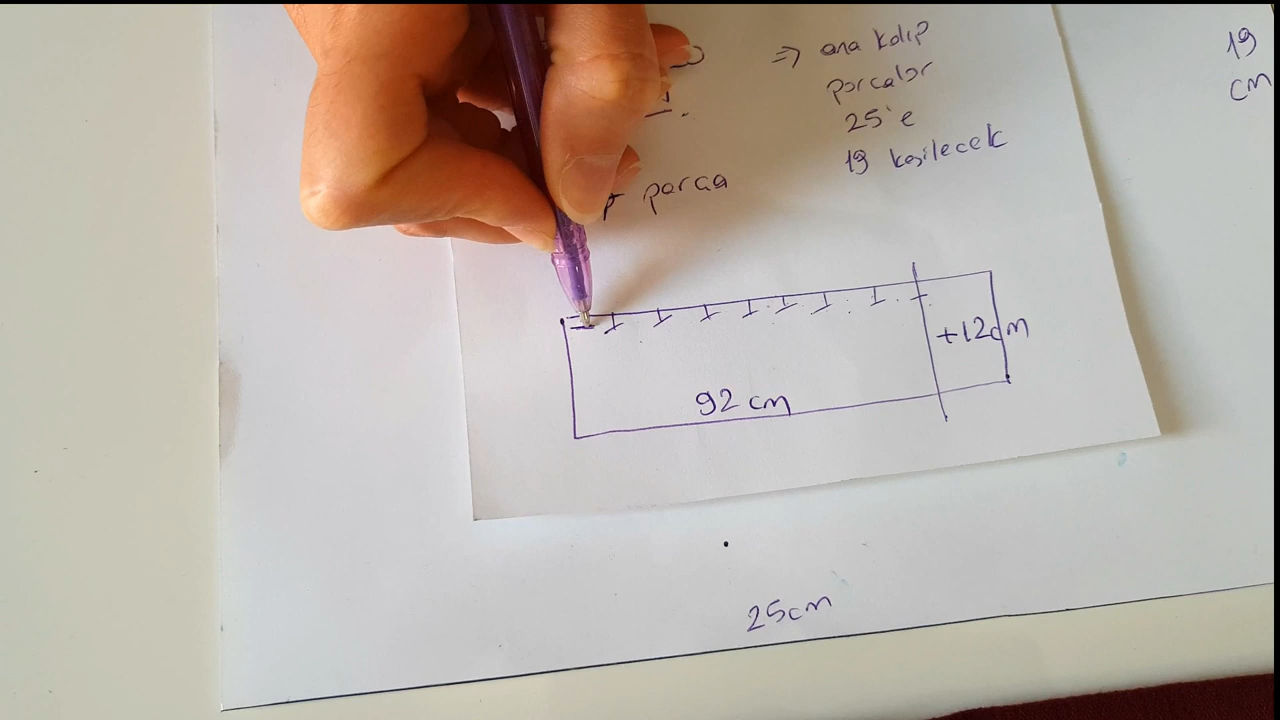 => ana kalıp
parçalar
25'e
19 kesilecek
parça
+12cm
92 cm
25cm
19
cm